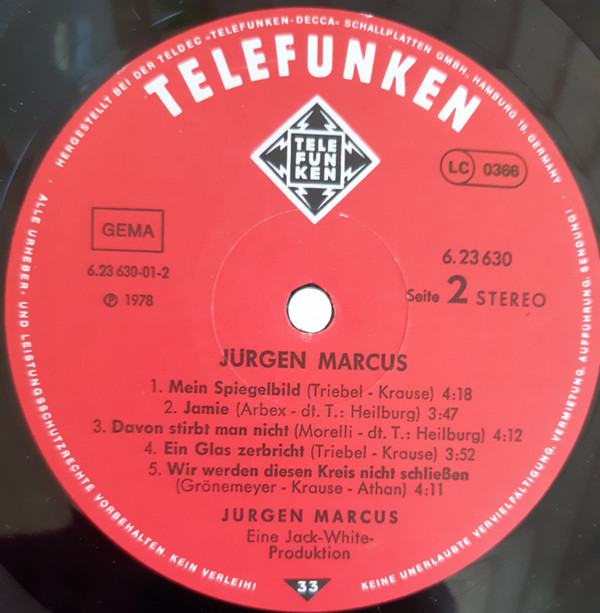 HERGESTELLT BEI DER TELDEC »TELEFUNKEN-DECCA« SCHALLPLATTEN GMBH, HAMBURG 19, GERMANY
TELEFUNKEN
TELE
FUN
KEN
LC 0366
GEMA
6.23 630-01-2
Ⓟ 1978
6.23630
Seite 2 STEREO
JÜRGEN MARCUS
1. Mein Spiegelbild (Triebel - Krause) 4:18
2. Jamie (Arbex - dt. T.: Heilburg) 3:47
3. Davon stirbt man nicht (Morelli - dt. T.: Heilburg) 4:12
4. Ein Glas zerbricht (Triebel - Krause) 3:52
5. Wir werden diesen Kreis nicht schließen
(Grönemeyer - Krause - Athan) 4:11
JÜRGEN MARCUS
Eine Jack-White-
Produktion
33
ALLE URHEBER- UND LEISTUNGSSCHUTZRECHTE VORBEHALTEN. KEIN VERLEIH!
KEINE UNERLAUBTE VERVIELFÄLTIGUNG, VERMIETUNG, AUFFÜHRUNG, SENDUNG!